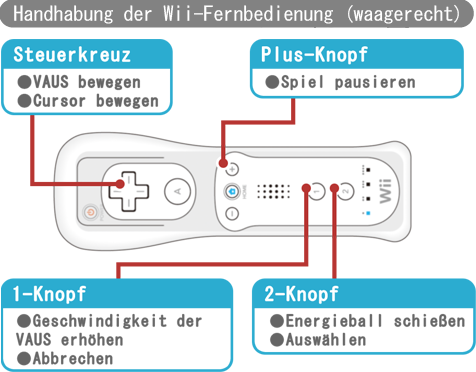 Handhabung der Wii-Fernbedienung (waagerecht)
Steuerkreuz
●VAUS bewegen
●Cursor bewegen
Plus-Knopf
●Spiel pausieren
A
HOME
1
2
Wii
1-Knopf
●Geschwindigkeit der
VAUS erhöhen
●Abbrechen
2-Knopf
●Energieball schießen
●Auswählen